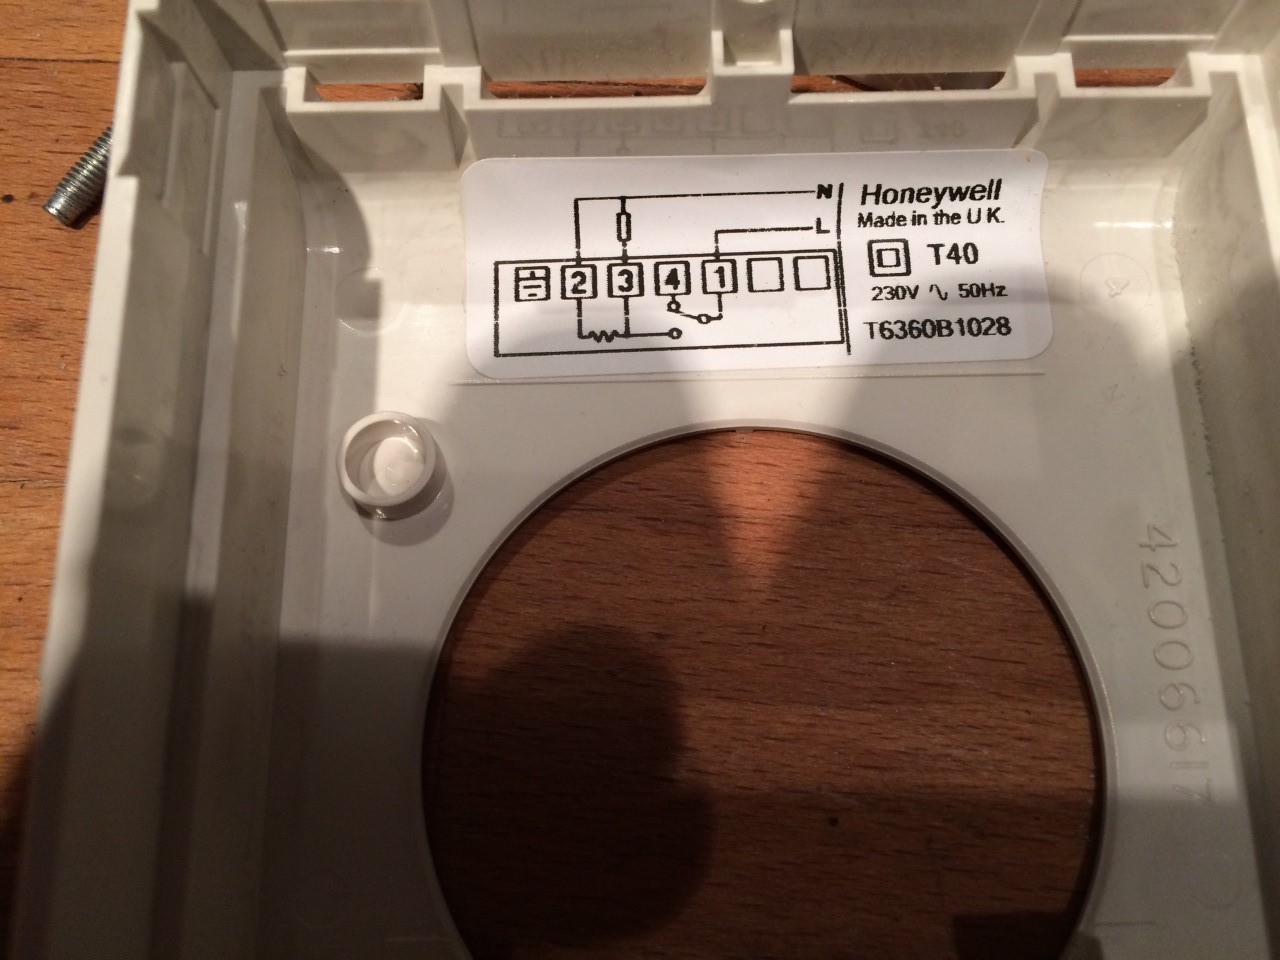 N
L
2 3 4 1
Honeywell
Made in the U K.
T40
230V ∿ 50Hz
T6360B1028
42006617